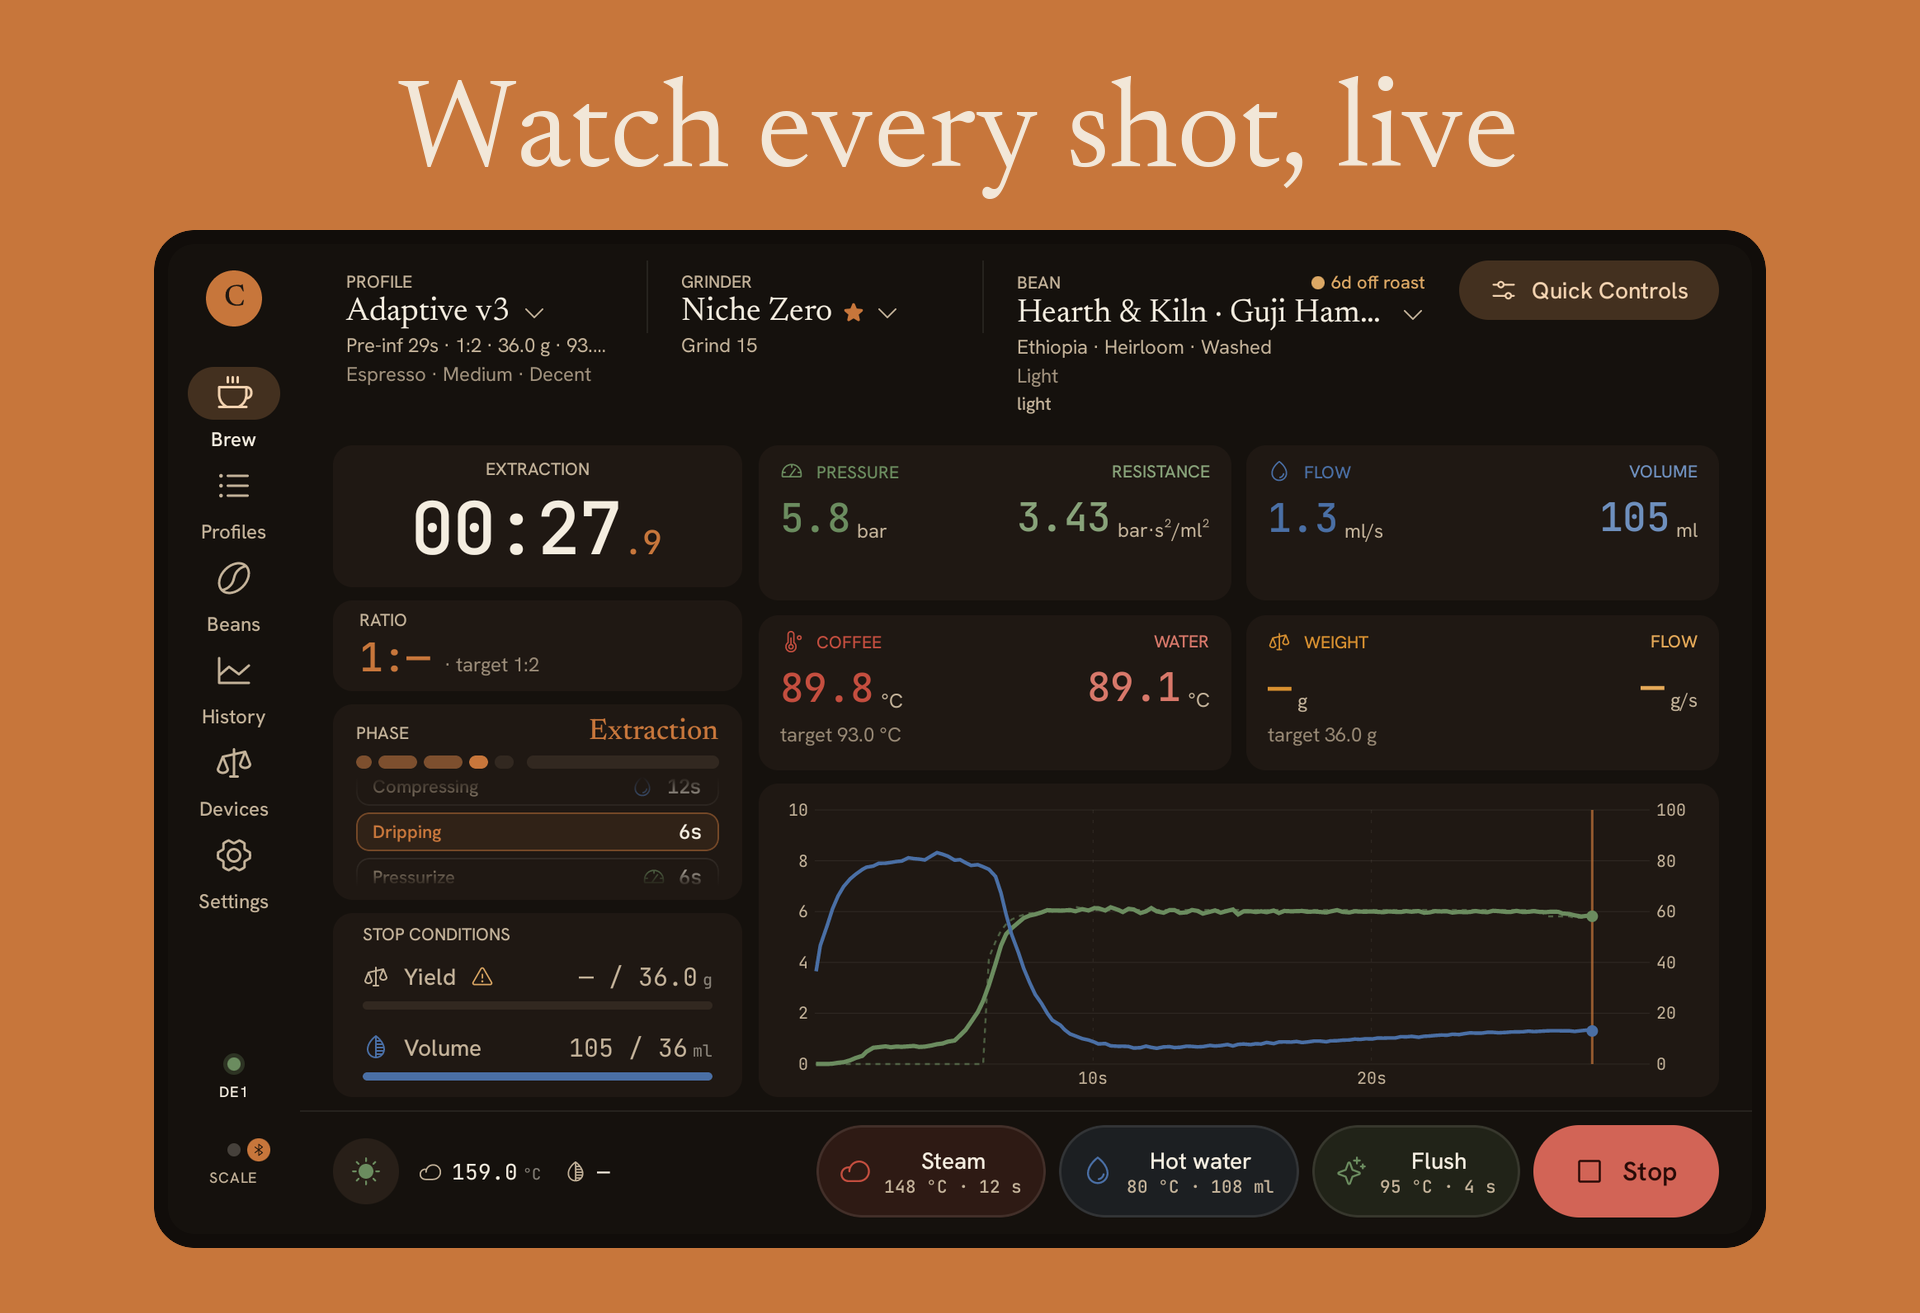 Watch every shot, live
C
PROFILE
Adaptive v3
Pre-inf 29s · 1:2 · 36.0 g · 93....
Espresso · Medium · Decent
GRINDER
Niche Zero
Grind 15
BEAN
6d off roast
Hearth & Kiln · Guji Ham...
Ethiopia · Heirloom · Washed
Light
light
Quick Controls
Brew
Profiles
Beans
History
Devices
Settings
DE1
SCALE
EXTRACTION
00:27.9
RATIO
1:— · target 1:2
PHASE
Extraction
Compressing 12s
Dripping 6s
Pressurize 6s
STOP CONDITIONS
Yield — / 36.0 g
Volume 105 / 36 ml
PRESSURE
5.8 bar
RESISTANCE
3.43 bar·s²/ml²
FLOW
1.3 ml/s
VOLUME
105 ml
COFFEE
89.8 °C
target 93.0 °C
WATER
89.1 °C
WEIGHT
— g
target 36.0 g
FLOW
— g/s
10
8
6
4
2
0
100
80
60
40
20
0
10s
20s
159.0 °C
—
Steam
148 °C · 12 s
Hot water
80 °C · 108 ml
Flush
95 °C · 4 s
Stop